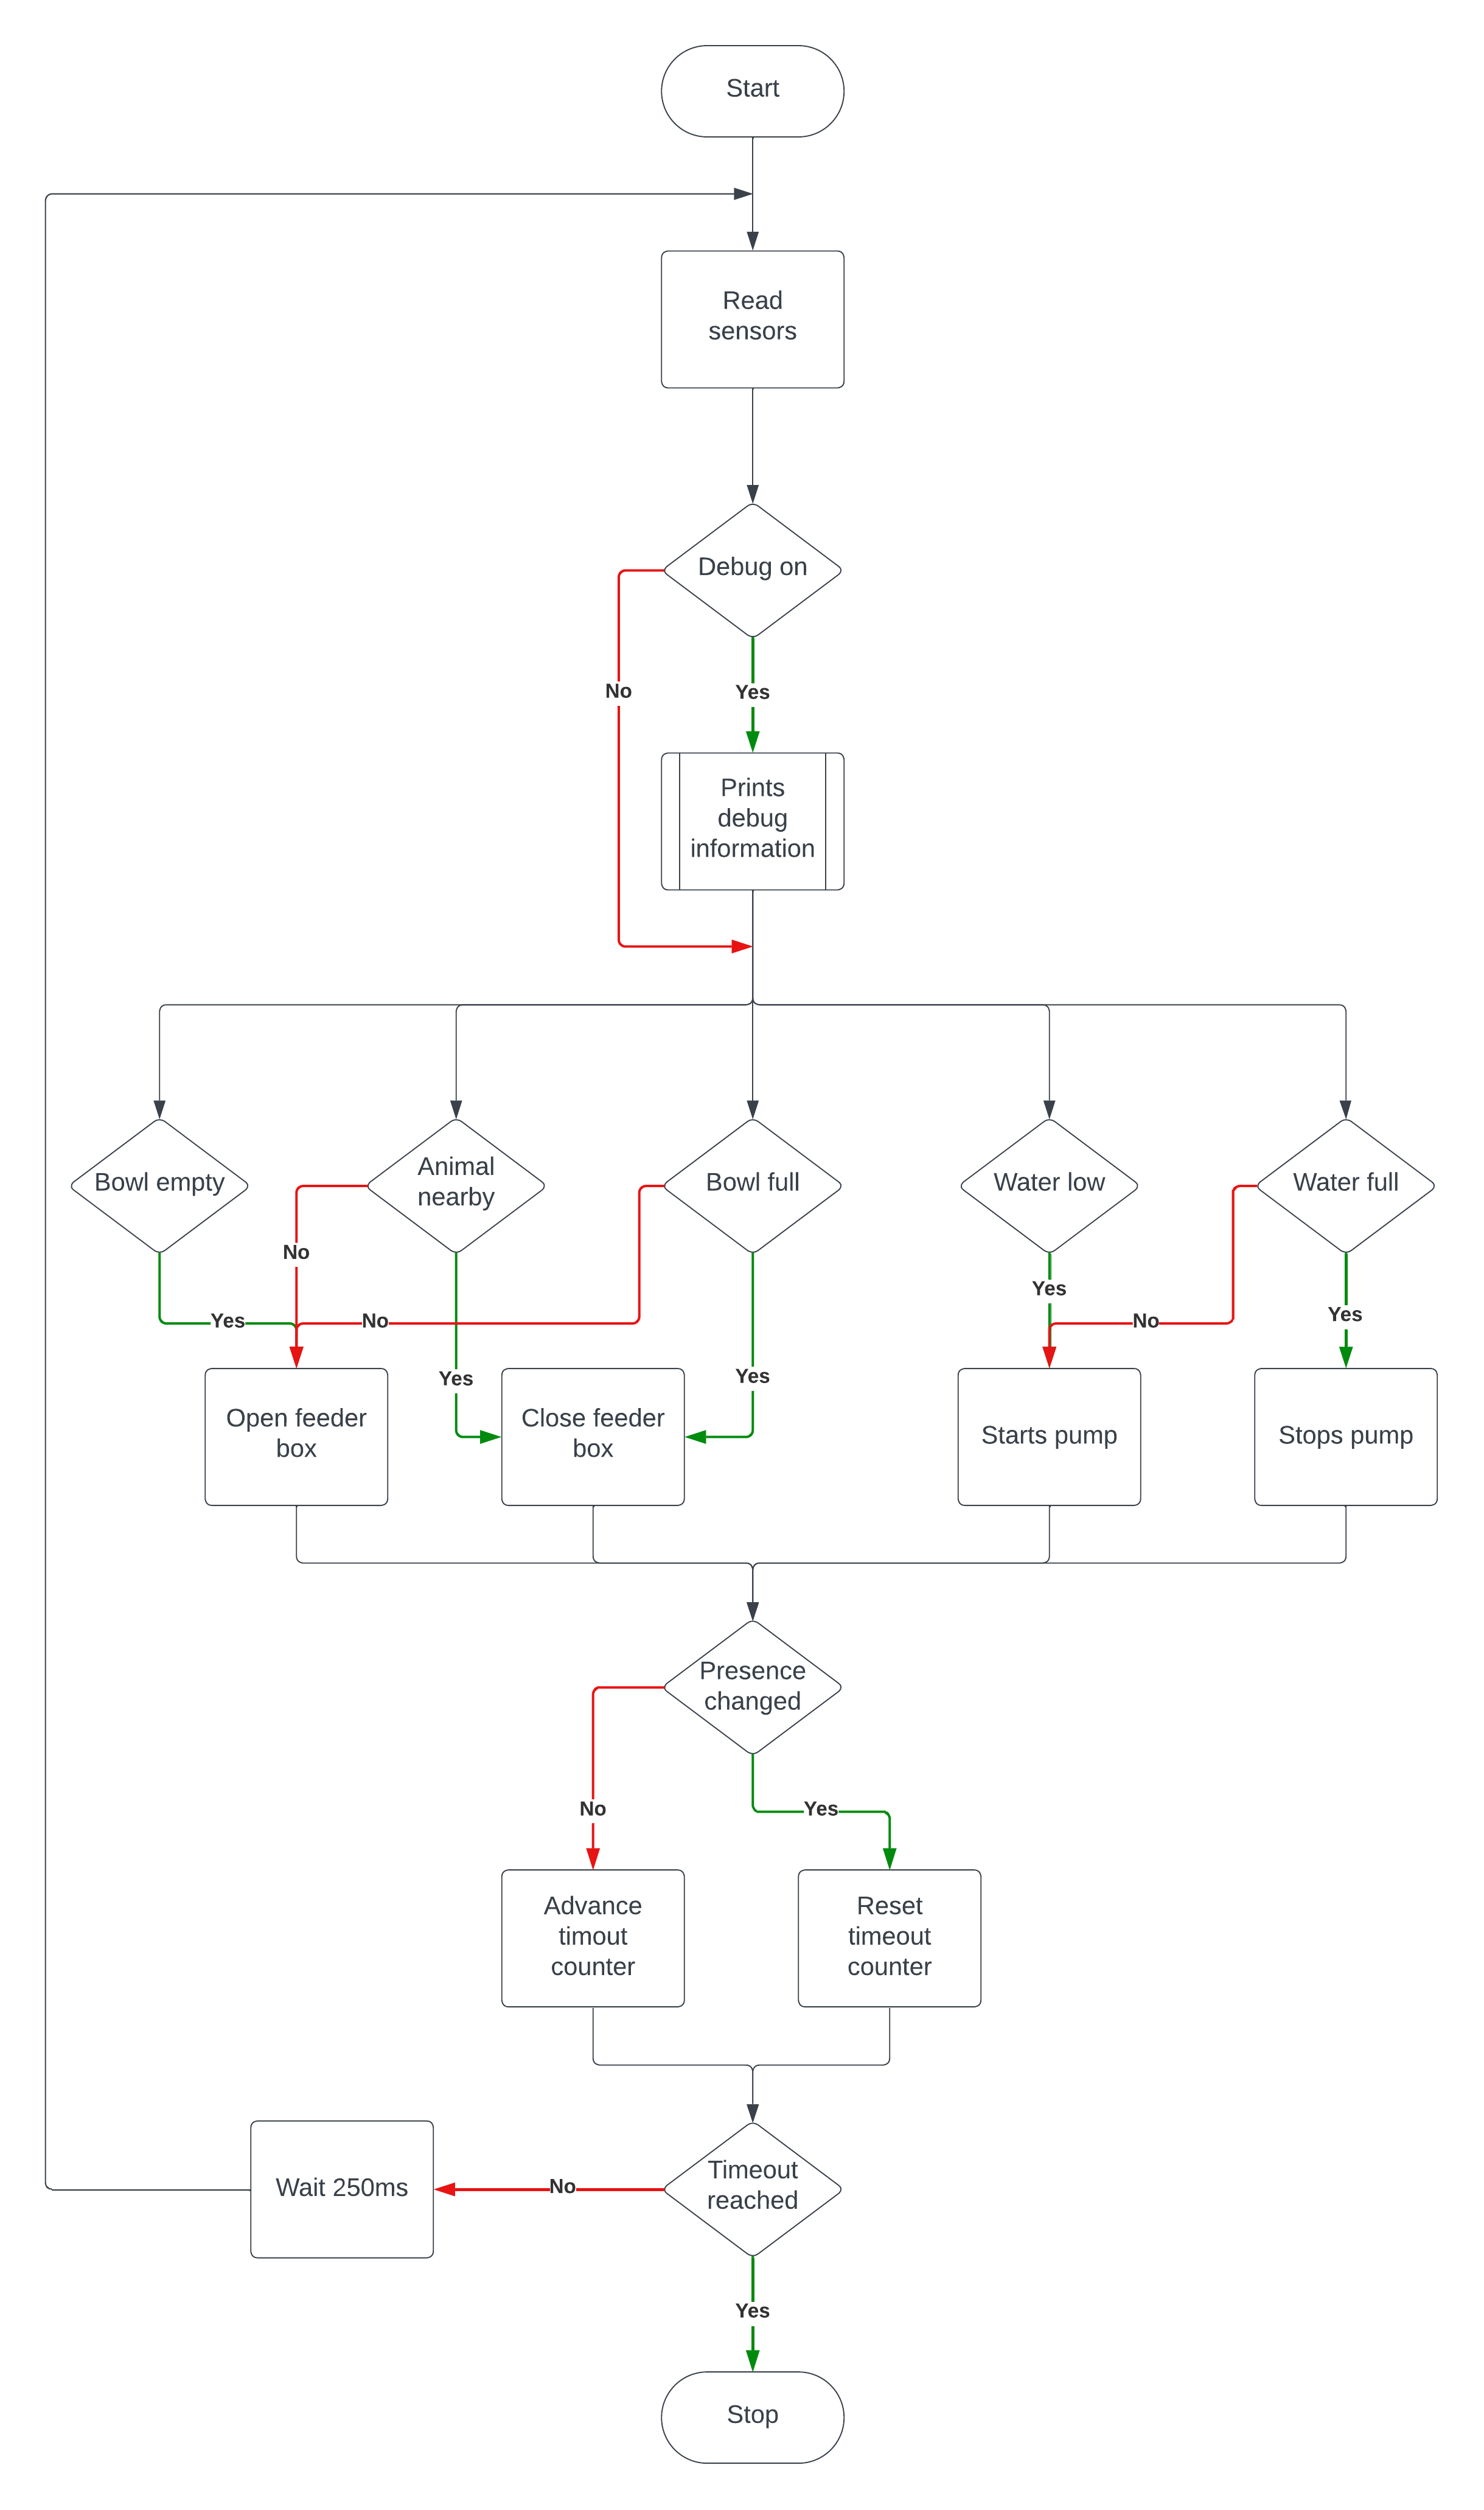 Start
Read
sensors
Debug on
No
Yes
Prints
debug
information
Bowl empty
Animal
nearby
Bowl full
Water low
Water full
No
Yes
No
Yes
Yes
Yes
No
Yes
Open feeder
box
Close feeder
box
Starts pump
Stops pump
Presence
changed
No
Yes
Advance
timout
counter
Reset
timeout
counter
Wait 250ms
No
Timeout
reached
Yes
Stop